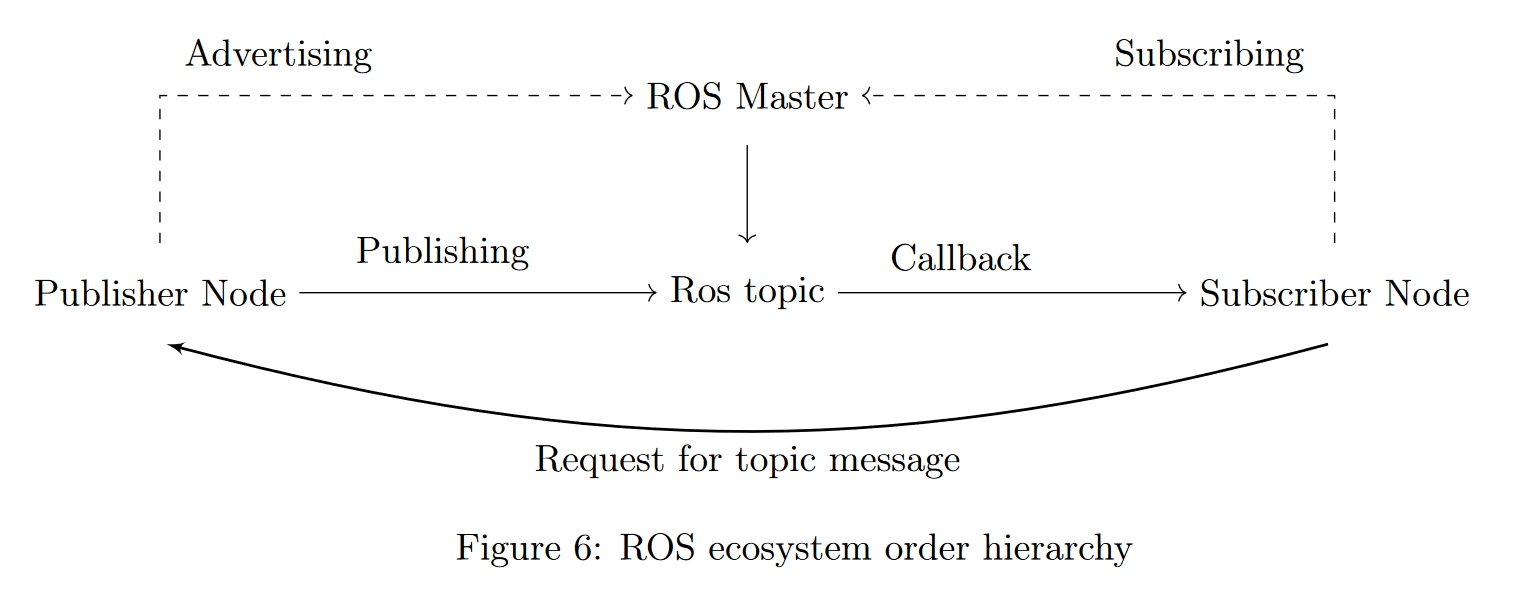 Advertising
Subscribing
ROS Master
Publishing
Callback
Publisher Node
Ros topic
Subscriber Node
Request for topic message
Figure 6: ROS ecosystem order hierarchy